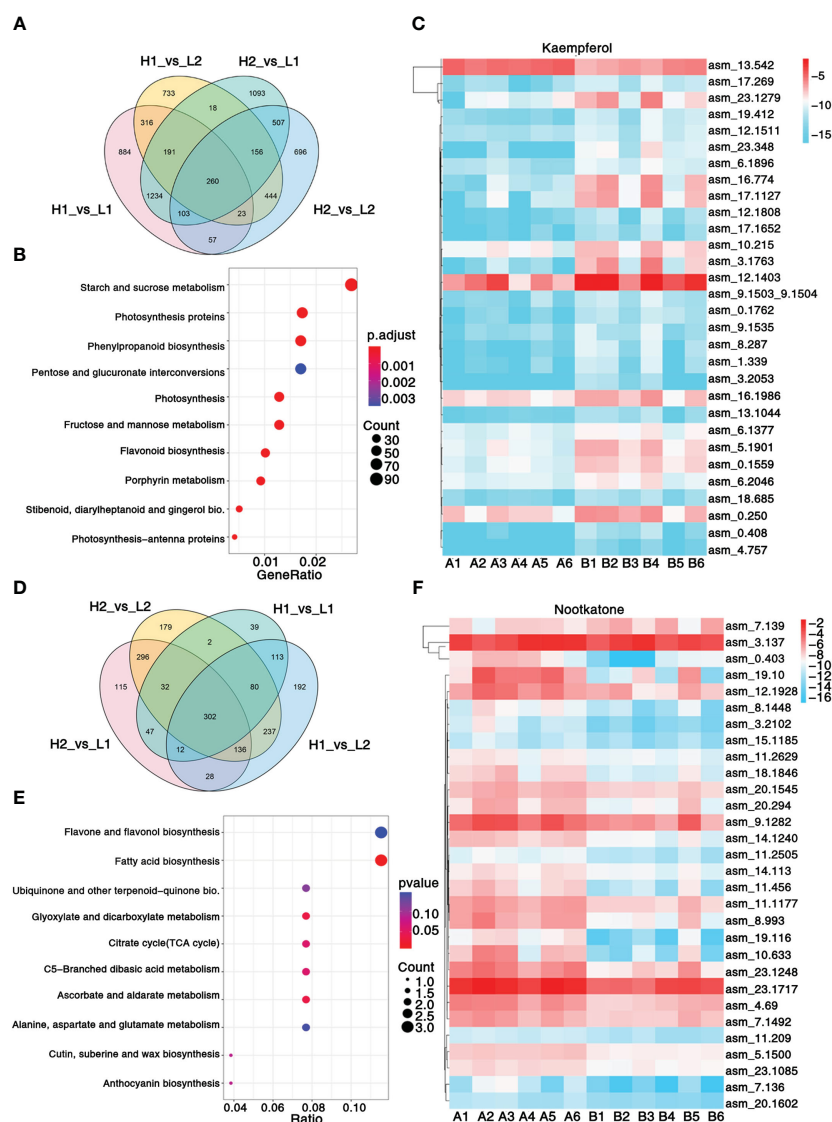 A
H1_vs_L2
H2_vs_L1
733
1093
18
316
507
884
191
156
696
260
1234
444
103
23
57
H1_vs_L1
H2_vs_L2
B
Starch and sucrose metabolism
Photosynthesis proteins
Phenylpropanoid biosynthesis
Pentose and glucuronate interconversions
Photosynthesis
Fructose and mannose metabolism
Flavonoid biosynthesis
Porphyrin metabolism
Stibenoid, diarylheptanoid and gingerol bio.
Photosynthesis−antenna proteins
0.01 0.02
GeneRatio
p.adjust
0.001
0.002
0.003
Count
30
50
70
90
C
Kaempferol
asm_13.542
asm_17.269
asm_23.1279
asm_19.412
asm_12.1511
asm_23.348
asm_6.1896
asm_16.774
asm_17.1127
asm_12.1808
asm_17.1652
asm_10.215
asm_3.1763
asm_12.1403
asm_9.1503_9.1504
asm_0.1762
asm_9.1535
asm_8.287
asm_1.339
asm_3.2053
asm_16.1986
asm_13.1044
asm_6.1377
asm_5.1901
asm_0.1559
asm_6.2046
asm_18.685
asm_0.250
asm_0.408
asm_4.757
A1 A2 A3 A4 A5 A6 B1 B2 B3 B4 B5 B6
−5
−10
−15
D
H2_vs_L2
H1_vs_L1
179
39
2
296
113
115
32
80
192
302
47
237
12
136
28
H2_vs_L1
H1_vs_L2
E
Flavone and flavonol biosynthesis
Fatty acid biosynthesis
Ubiquinone and other terpenoid−quinone bio.
Glyoxylate and dicarboxylate metabolism
Citrate cycle(TCA cycle)
C5−Branched dibasic acid metabolism
Ascorbate and aldarate metabolism
Alanine, aspartate and glutamate metabolism
Cutin, suberine and wax biosynthesis
Anthocyanin biosynthesis
0.04 0.080 0.1602
Ratio
pvalue
0.10
0.05
Count
1.0
1.5
2.0
2.5
3.0
F
Nootkatone
asm_7.139
asm_3.137
asm_0.403
asm_19.10
asm_12.1928
asm_8.1448
asm_3.2102
asm_15.1185
asm_11.2629
asm_18.1846
asm_20.1545
asm_20.294
asm_9.1282
asm_14.1240
asm_11.2505
asm_14.113
asm_11.456
asm_11.1177
asm_8.993
asm_19.116
asm_10.633
asm_23.1248
asm_23.1717
asm_4.69
asm_7.1492
asm_11.209
asm_5.1500
asm_23.1085
asm_7.136
asm_20.1602
A1 A2 A3 A4 A5 A6 B1 B2 B3 B4 B5 B6
−2
−4
−6
−8
−10
−12
−14
−16